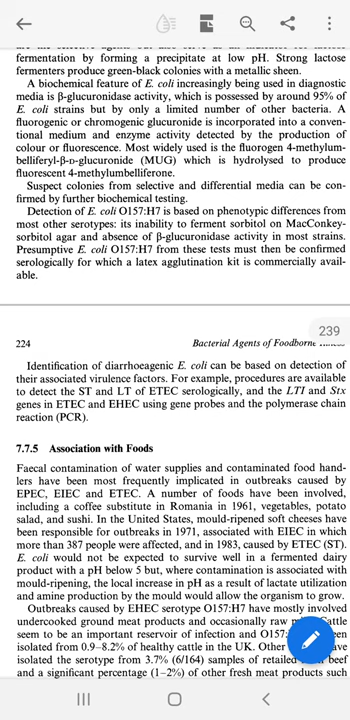 fermentation by forming a precipitate at low pH. Strong lactose
fermenters produce green-black colonies with a metallic sheen.
A biochemical feature of E. coli increasingly being used in diagnostic
media is β-glucuronidase activity, which is possessed by around 95% of
E. coli strains but by only a limited number of other bacteria. A
fluorogenic or chromogenic glucuronide is incorporated into a conven-
tional medium and enzyme activity detected by the production of
colour or fluorescence. Most widely used is the fluorogen 4-methylum-
belliferyl-β-D-glucuronide (MUG) which is hydrolysed to produce
fluorescent 4-methylumbelliferone.
Suspect colonies from selective and differential media can be con-
firmed by further biochemical testing.
Detection of E. coli O157:H7 is based on phenotypic differences from
most other serotypes: its inability to ferment sorbitol on MacConkey-
sorbitol agar and absence of β-glucuronidase activity in most strains.
Presumptive E. coli O157:H7 from these tests must then be confirmed
serologically for which a latex agglutination kit is commercially avail-
able.
239
224 Bacterial Agents of Foodborne
Identification of diarrhoeagenic E. coli can be based on detection of
their associated virulence factors. For example, procedures are available
to detect the ST and LT of ETEC serologically, and the LTI and Stx
genes in ETEC and EHEC using gene probes and the polymerase chain
reaction (PCR).
7.7.5 Association with Foods
Faecal contamination of water supplies and contaminated food hand-
lers have been most frequently implicated in outbreaks caused by
EPEC, EIEC and ETEC. A number of foods have been involved,
including a coffee substitute in Romania in 1961, vegetables, potato
salad, and sushi. In the United States, mould-ripened soft cheeses have
been responsible for outbreaks in 1971, associated with EIEC in which
more than 387 people were affected, and in 1983, caused by ETEC (ST).
E. coli would not be expected to survive well in a fermented dairy
product with a pH below 5 but, where contamination is associated with
mould-ripening, the local increase in pH as a result of lactate utilization
and amine production by the mould would allow the organism to grow.
Outbreaks caused by EHEC serotype O157:H7 have mostly involved
undercooked ground meat products and occasionally raw Cattle
seem to be an important reservoir of infection and O157:
isolated from 0.9–8.2% of healthy cattle in the UK. Other
isolated the serotype from 3.7% (6/164) samples of retailed beef
and a significant percentage (1–2%) of other fresh meat products such